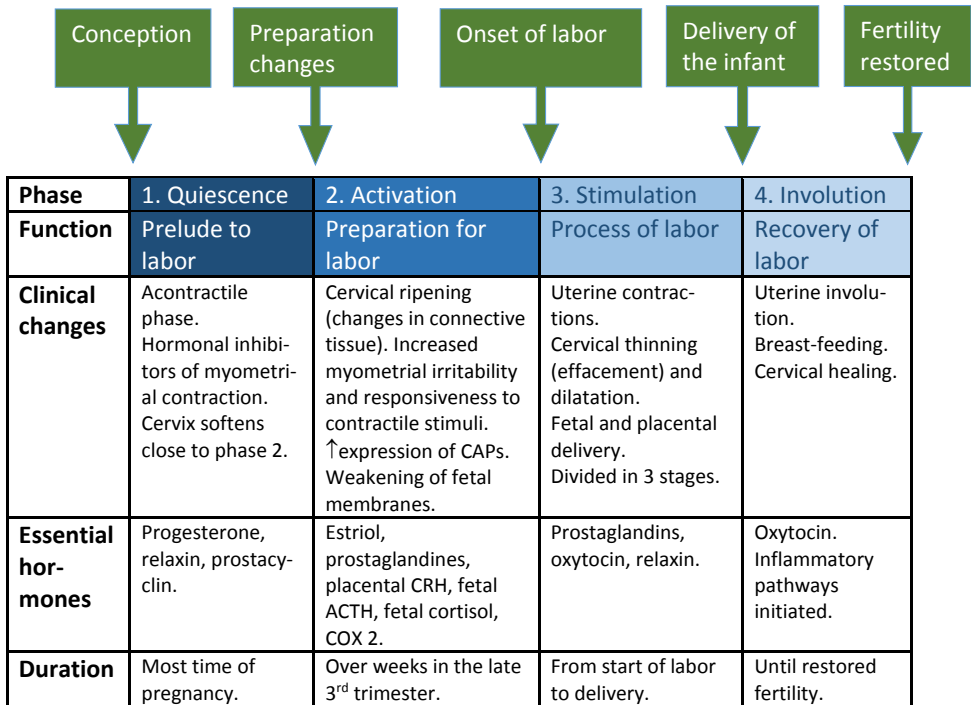 Conception
Preparation
changes
Onset of labor
Delivery of
the infant
Fertility
restored
Phase
1. Quiescence
2. Activation
3. Stimulation
4. Involution
Function
Prelude to
labor
Preparation for
labor
Process of labor
Recovery of
labor
Clinical
changes
Acontractile
phase.
Hormonal inhibi-
tors of myometri-
al contraction.
Cervix softens
close to phase 2.
Cervical ripening
(changes in connective
tissue). Increased
myometrial irritability
and responsiveness to
contractile stimuli.
↑expression of CAPs.
Weakening of fetal
membranes.
Uterine contrac-
tions.
Cervical thinning
(effacement) and
dilatation.
Fetal and placental
delivery.
Divided in 3 stages.
Uterine involu-
tion.
Breast-feeding.
Cervical healing.
Essential
hor-
mones
Progesterone,
relaxin, prostacy-
clin.
Estriol,
prostaglandines,
placental CRH, fetal
ACTH, fetal cortisol,
COX 2.
Prostaglandins,
oxytocin, relaxin.
Oxytocin.
Inflammatory
pathways
initiated.
Duration
Most time of
pregnancy.
Over weeks in the late
3rd trimester.
From start of labor
to delivery.
Until restored
fertility.